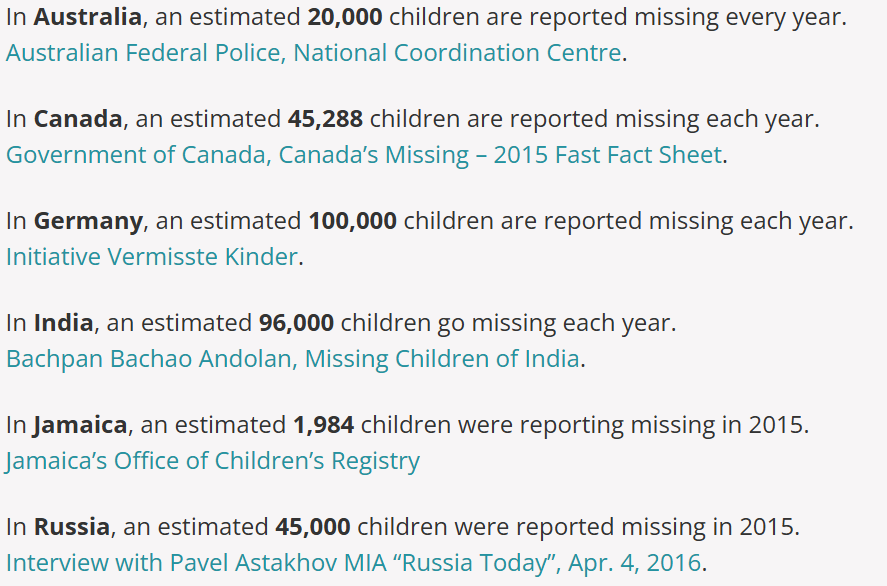 In Australia, an estimated 20,000 children are reported missing every year.
Australian Federal Police, National Coordination Centre.
In Canada, an estimated 45,288 children are reported missing each year.
Government of Canada, Canada’s Missing – 2015 Fast Fact Sheet.
In Germany, an estimated 100,000 children are reported missing each year.
Initiative Vermisste Kinder.
In India, an estimated 96,000 children go missing each year.
Bachpan Bachao Andolan, Missing Children of India.
In Jamaica, an estimated 1,984 children were reporting missing in 2015.
Jamaica’s Office of Children’s Registry
In Russia, an estimated 45,000 children were reported missing in 2015.
Interview with Pavel Astakhov MIA “Russia Today”, Apr. 4, 2016.